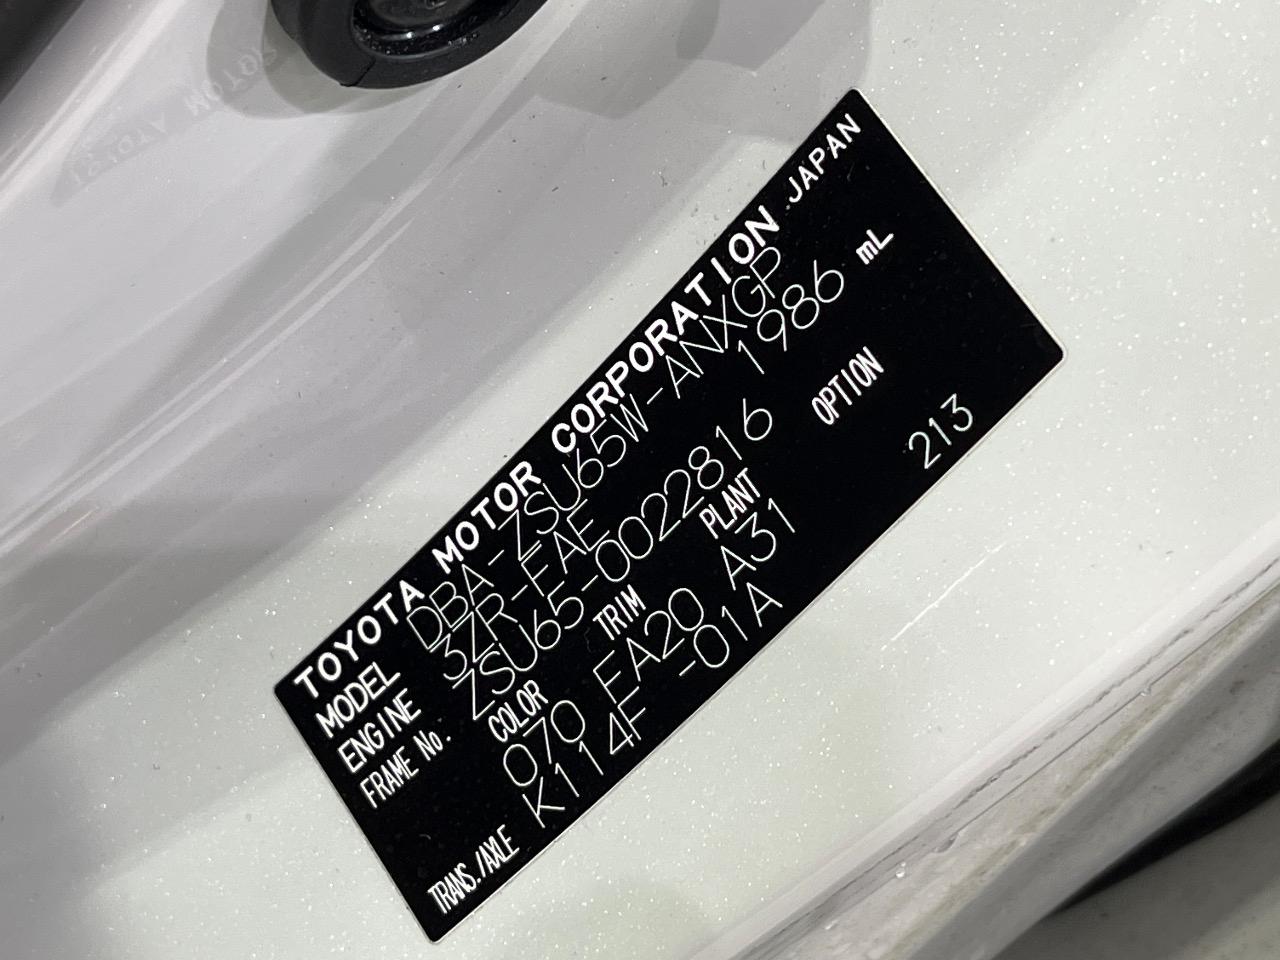 TOYOTA MOTOR CORPORATION JAPAN
MODEL DBA-ZSU65W-ANXGP
ENGINE 3ZR-FAE 1986 mL
FRAME No. ZSU65-0022816
COLOR TRIM PLANT OPTION
070 FA20 A31 213
TRANS./AXLE K114F -01A